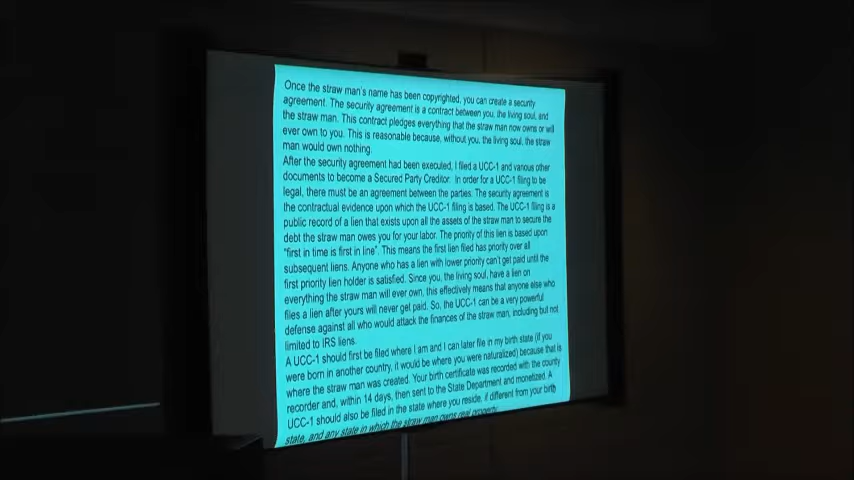 Once the straw man's name has been copyrighted, you can create a security
agreement. The security agreement is a contract between you, the living soul, and
the straw man. This contract pledges everything that the straw man now owns or will
ever own to you. This is reasonable because, without you, the living soul, the straw
man would own nothing.
After the security agreement had been executed, I filed a UCC-1 and various other
documents to become a Secured Party Creditor. In order for a UCC-1 filing to be
legal, there must be an agreement between the parties. The security agreement is
the contractual evidence upon which the UCC-1 filing is based. The UCC-1 filing is a
public record of a lien that exists upon all the assets of the straw man to secure the
debt the straw man owes you for your labor. The priority of this lien is based upon
"first in time is first in line". This means the first lien filed has priority over all
subsequent liens. Anyone who has a lien with lower priority can't get paid until the
first priority lien holder is satisfied. Since you, the living soul, have a lien on
everything the straw man will ever own, this effectively means that anyone else who
files a lien after yours will never get paid. So, the UCC-1 can be a very powerful
defense against all who would attack the finances of the straw man, including but not
limited to IRS liens.
A UCC-1 should first be filed where I am and I can later file in my birth state (if you
were born in another country, it would be where you were naturalized) because that is
where the straw man was created. Your birth certificate was recorded with the county
recorder and, within 14 days, then sent to the State Department and monetized. A
UCC-1 should also be filed in the state where you reside, if different from your birth
state, and any state in which the straw man owns real property.